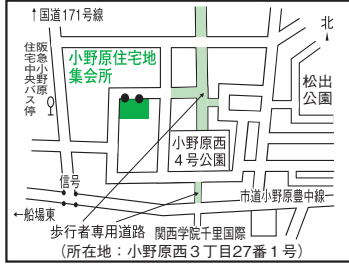 ↑国道171号線
北
阪急小野原
住宅中央バス停
小野原住宅地
集会所
松出
公園
小野原西
4号公園
信号
市道小野原豊中線
←船場東
歩行者専用道路
関西学院千里国際
(所在地：小野原西3丁目27番1号)